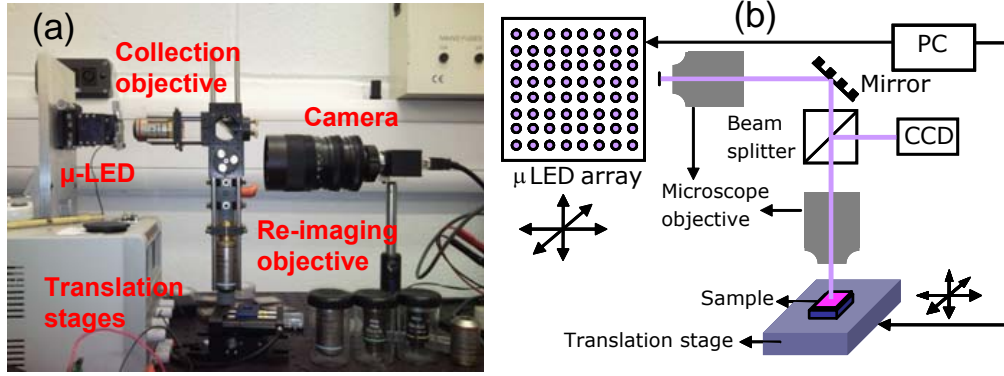 (a)
Collection
objective
Camera
μ-LED
Re-imaging
objective
Translation
stages
(b)
PC
Mirror
Beam
splitter
CCD
μ LED array
Microscope
objective
Sample
Translation stage